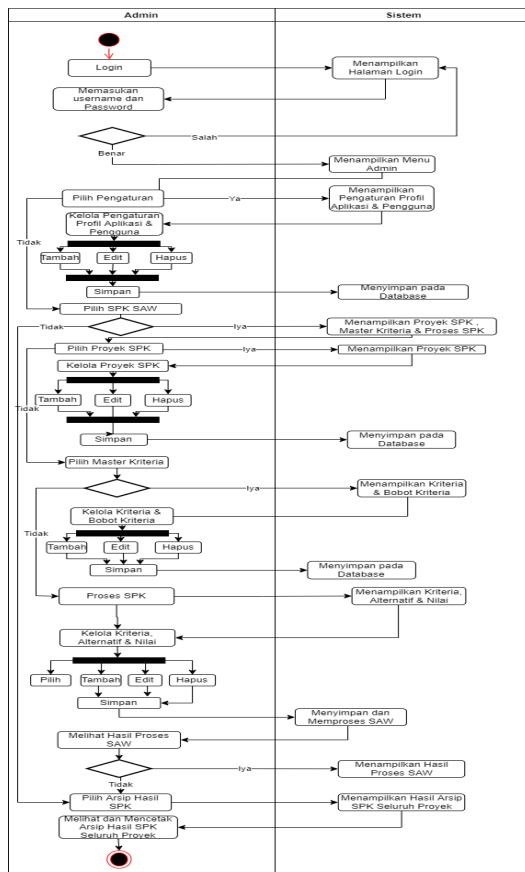 Admin
Sistem
Login
Menampilkan
Halaman Login
Memasukan
username dan
Password
Salah
Benar
Menampilkan Menu
Admin
Pilih Pengaturan
Ya
Menampilkan
Pengaturan Profil
Aplikasi & Pengguna
Kelola Pengaturan
Profil Aplikasi &
Pengguna
Tidak
Tambah
Edit
Hapus
Simpan
Menyimpan pada
Database
Pilih SPK SAW
Tidak
Iya
Menampilkan Proyek SPK ,
Master Kriteria & Proses SPK
Pilih Proyek SPK
Iya
Menampilkan Proyek SPK
Kelola Proyek SPK
Tambah
Edit
Hapus
Tidak
Simpan
Menyimpan pada
Database
Pilih Master Kriteria
Iya
Menampilkan Kriteria
& Bobot Kriteria
Kelola Kriteria &
Bobot Kriteria
Tidak
Tambah
Edit
Hapus
Simpan
Menyimpan pada
Database
Proses SPK
Menampilkan Kriteria,
Alternatif & Nilai
Kelola Kriteria,
Alternatif & Nilai
Pilih
Tambah
Edit
Hapus
Simpan
Menyimpan dan
Memproses SAW
Melihat Hasil Proses
SAW
Iya
Menampilkan Hasil
Proses SAW
Tidak
Pilih Arsip Hasil
SPK
Menampilkan Hasil Arsip
SPK Seluruh Proyek
Melihat dan Mencetak
Arsip Hasil SPK
Seluruh Proyek